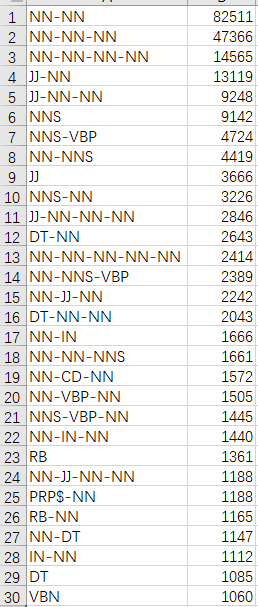 1 NN-NN 82511
2 NN-NN-NN 47366
3 NN-NN-NN-NN 14565
4 JJ-NN 13119
5 JJ-NN-NN 9248
6 NNS 9142
7 NNS-VBP 4724
8 NN-NNS 4419
9 JJ 3666
10 NNS-NN 3226
11 JJ-NN-NN-NN 2846
12 DT-NN 2643
13 NN-NN-NN-NN-NN 2414
14 NN-NNS-VBP 2389
15 NN-JJ-NN 2242
16 DT-NN-NN 2043
17 NN-IN 1666
18 NN-NN-NNS 1661
19 NN-CD-NN 1572
20 NN-VBP-NN 1505
21 NNS-VBP-NN 1445
22 NN-IN-NN 1440
23 RB 1361
24 NN-JJ-NN-NN 1188
25 PRP$-NN 1188
26 RB-NN 1165
27 NN-DT 1147
28 IN-NN 1112
29 DT 1085
30 VBN 1060